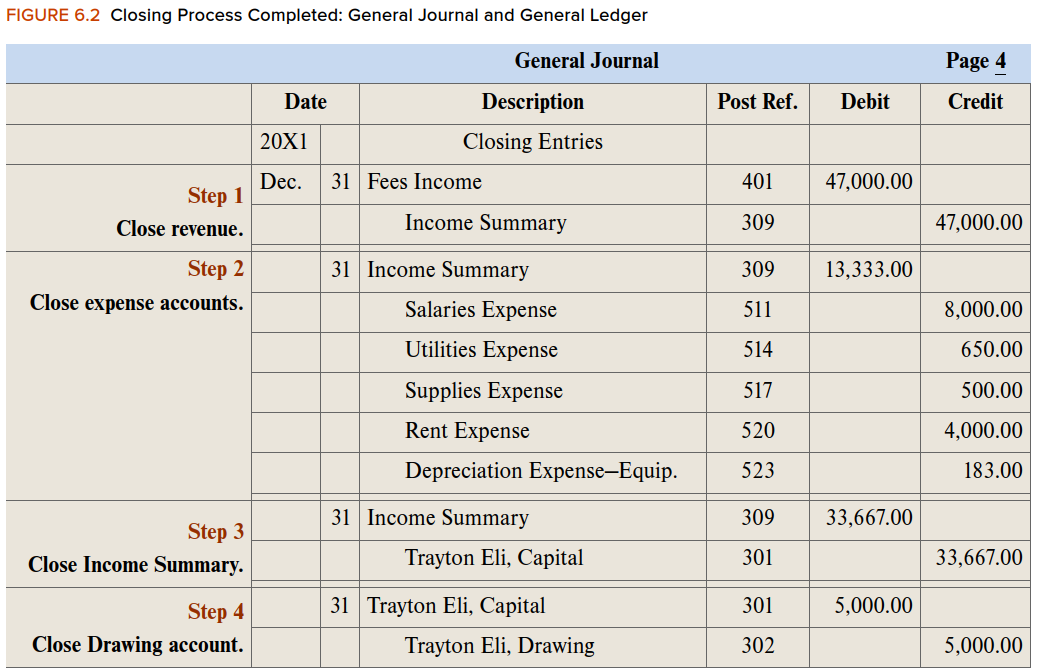 FIGURE 6.2 Closing Process Completed: General Journal and General Ledger
General Journal Page 4
Date Description Post Ref. Debit Credit
20X1 Closing Entries
Step 1 Dec. 31 Fees Income 401 47,000.00
Close revenue. Income Summary 309 47,000.00
Step 2 31 Income Summary 309 13,333.00
Close expense accounts. Salaries Expense 511 8,000.00
Utilities Expense 514 650.00
Supplies Expense 517 500.00
Rent Expense 520 4,000.00
Depreciation Expense–Equip. 523 183.00
Step 3 31 Income Summary 309 33,667.00
Close Income Summary. Trayton Eli, Capital 301 33,667.00
Step 4 31 Trayton Eli, Capital 301 5,000.00
Close Drawing account. Trayton Eli, Drawing 302 5,000.00